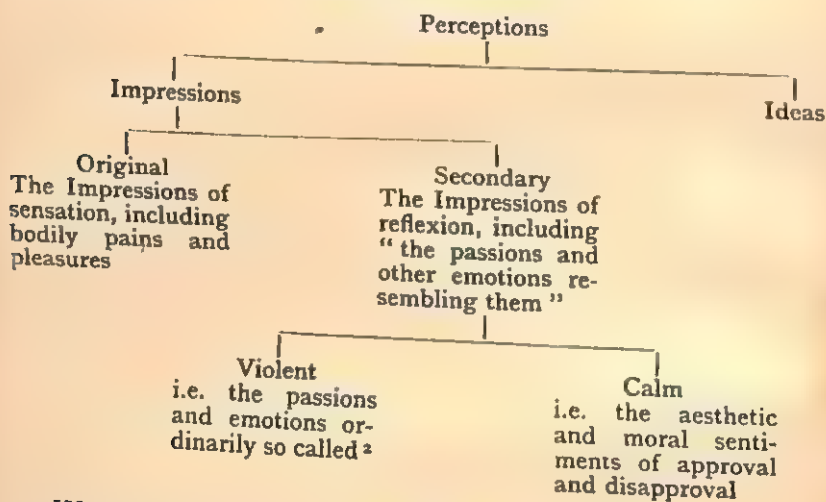 Perceptions
Impressions
Ideas
Original
The Impressions of
sensation, including
bodily pains and
pleasures
Secondary
The Impressions of
reflexion, including
“ the passions and
other emotions re-
sembling them ”
Violent
i.e. the passions
and emotions or-
dinarily so called ²
Calm
i.e. the aesthetic
and moral senti-
ments of approval
and disapproval